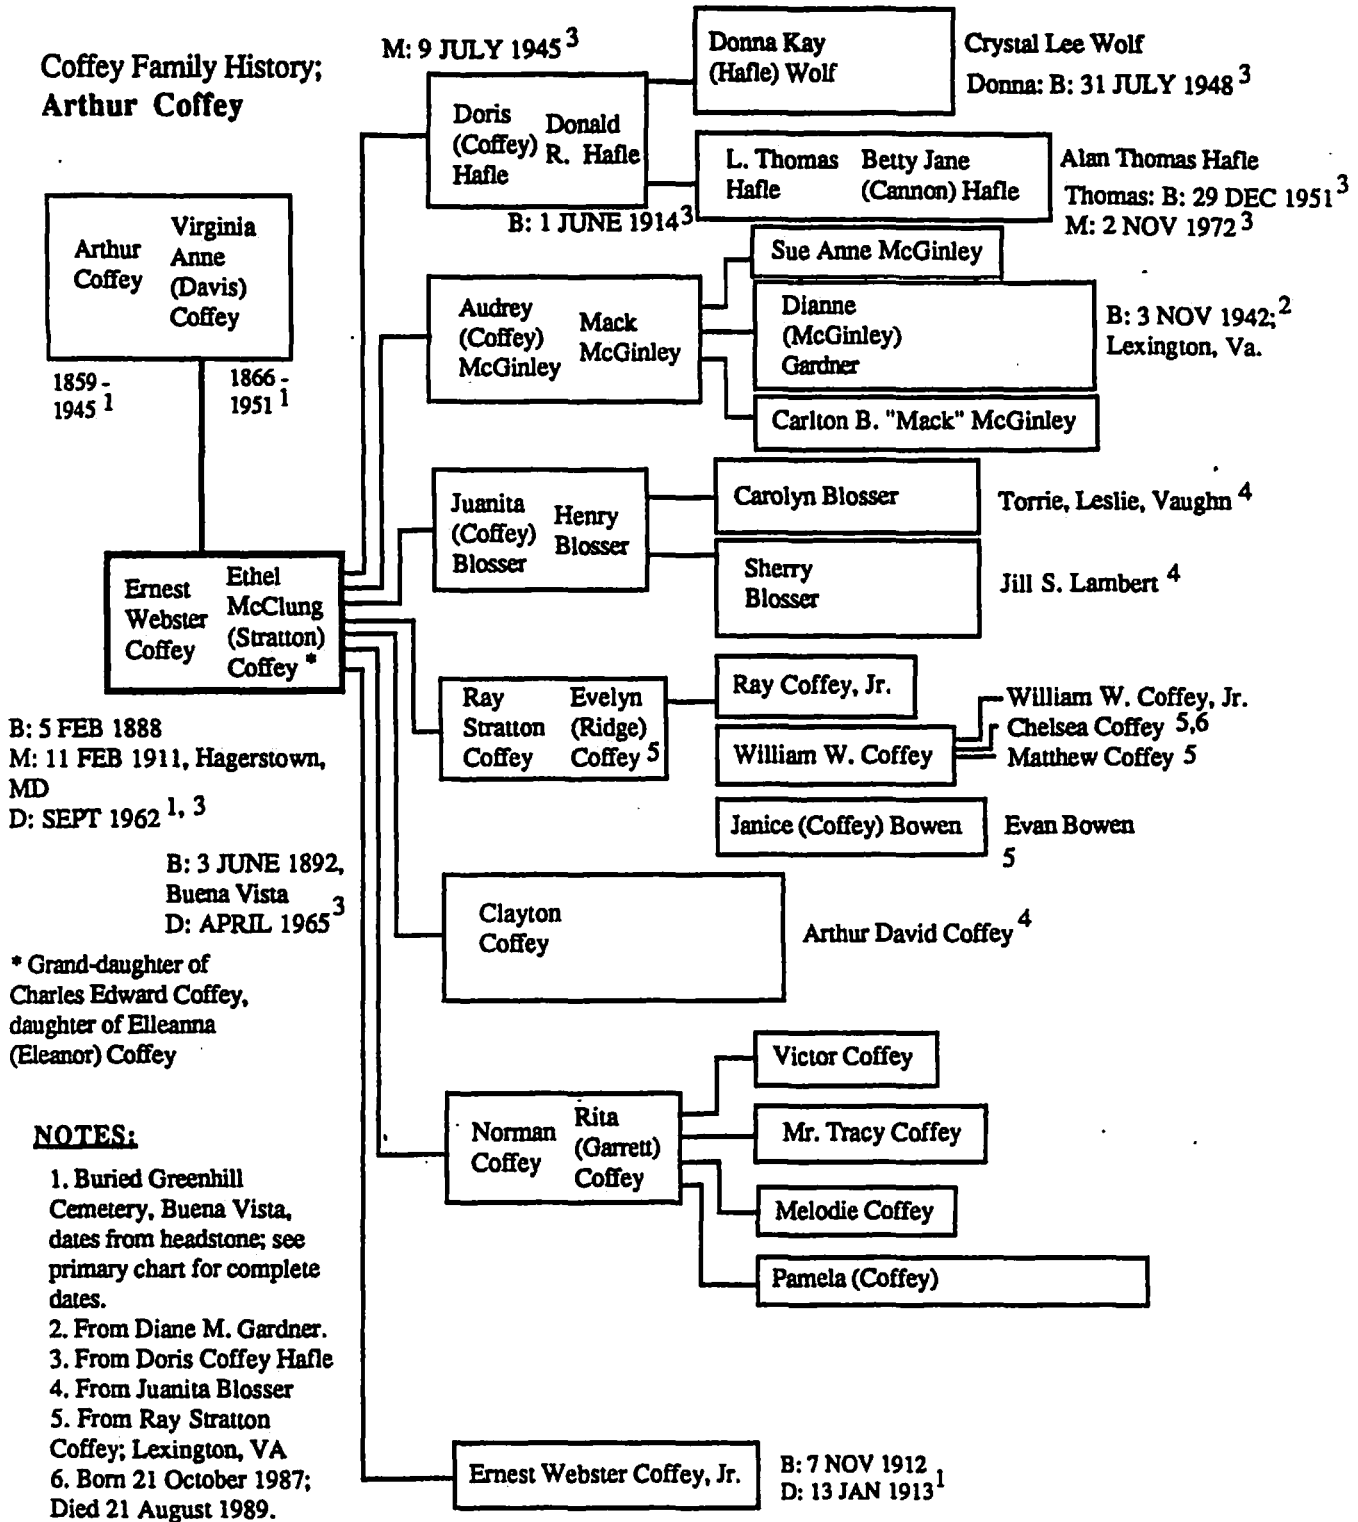 Coffey Family History;
Arthur Coffey
Arthur
Coffey
Virginia
Anne
(Davis)
Coffey
1859 -
1945 1
1866 -
1951 1
Ernest
Webster
Coffey
Ethel
McClung
(Stratton)
Coffey *
B: 5 FEB 1888
M: 11 FEB 1911, Hagerstown,
MD
D: SEPT 1962 1, 3
B: 3 JUNE 1892,
Buena Vista
D: APRIL 1965 3
* Grand-daughter of
Charles Edward Coffey,
daughter of Elleanna
(Eleanor) Coffey
NOTES:
1. Buried Greenhill
Cemetery, Buena Vista,
dates from headstone; see
primary chart for complete
dates.
2. From Diane M. Gardner.
3. From Doris Coffey Hafle
4. From Juanita Blosser
5. From Ray Stratton
Coffey; Lexington, VA
6. Born 21 October 1987;
Died 21 August 1989.
M: 9 JULY 1945 3
Doris
(Coffey)
Hafle
Donald
R. Hafle
B: 1 JUNE 1914 3
Donna Kay
(Hafle) Wolf
Crystal Lee Wolf
Donna: B: 31 JULY 1948 3
L. Thomas
Hafle
Betty Jane
(Cannon) Hafle
Alan Thomas Hafle
Thomas: B: 29 DEC 1951 3
M: 2 NOV 1972 3
Audrey
(Coffey)
McGinley
Mack
McGinley
Sue Anne McGinley
Dianne
(McGinley)
Gardner
B: 3 NOV 1942; 2
Lexington, Va.
Carlton B. "Mack" McGinley
Juanita
(Coffey)
Blosser
Henry
Blosser
Carolyn Blosser
Torrie, Leslie, Vaughn 4
Sherry
Blosser
Jill S. Lambert 4
Ray
Stratton
Coffey
Evelyn
(Ridge)
Coffey 5
Ray Coffey, Jr.
William W. Coffey
William W. Coffey, Jr.
Chelsea Coffey 5,6
Matthew Coffey 5
Janice (Coffey) Bowen
Evan Bowen
5
Clayton
Coffey
Arthur David Coffey 4
Norman
Coffey
Rita
(Garrett)
Coffey
Victor Coffey
Mr. Tracy Coffey
Melodie Coffey
Pamela (Coffey)
Ernest Webster Coffey, Jr.
B: 7 NOV 1912
D: 13 JAN 1913 1